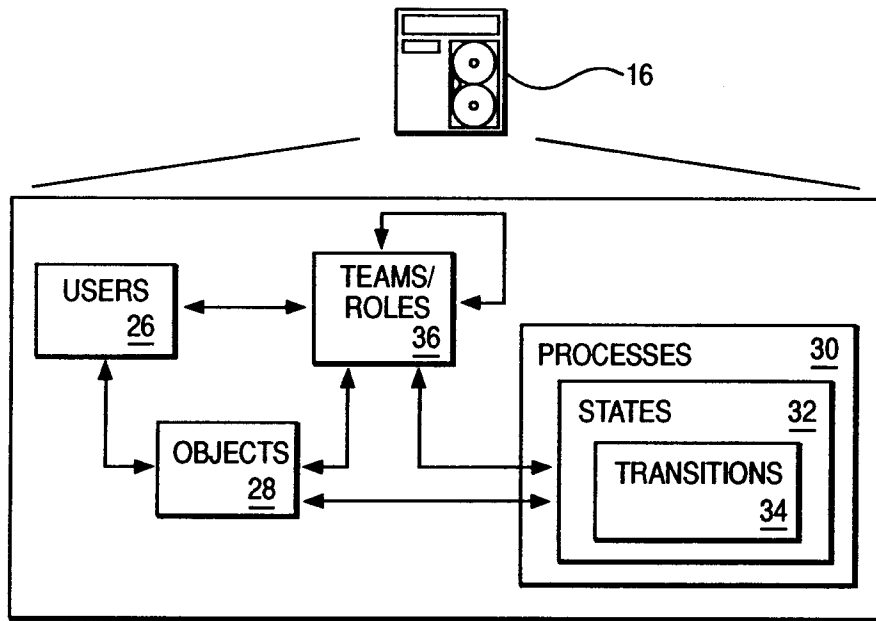 16
USERS
26
TEAMS/
ROLES
36
OBJECTS
28
PROCESSES 30
STATES 32
TRANSITIONS
34